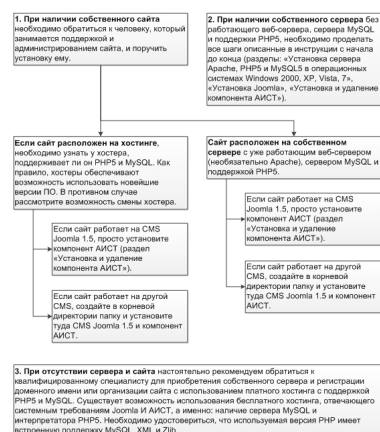 1. При наличии собственного сайта
необходимо обратиться к человеку, который
занимается поддержкой и
администрированием сайта, и поручить
установку ему.
2. При наличии собственного сервера без
работающего веб-сервера, сервера MySQL
и поддержки PHP5, необходимо проделать
все шаги описанные в инструкции с начала
до конца (разделы: «Установка сервера
Apache, PHP5 и MySQL5 в операционных
системах Windows 2000, XP, Vista, 7»,
«Установка Joomla», «Установка и удаление
компонента АИСТ»).
Если сайт расположен на хостинге,
необходимо узнать у хостера,
поддерживает ли он PHP5 и MySQL. Как
правило, хостеры обеспечивают
возможность использовать новейшие
версии ПО. В противном случае
рассмотрите возможность смены хостера.
Сайт расположен на собственном
сервере с уже работающим веб-сервером
(необязательно Apache), сервером MySQL и
поддержкой PHP5.
Если сайт работает на CMS
Joomla 1.5, просто установите
компонент АИСТ (раздел
«Установка и удаление
компонента АИСТ»).
Если сайт работает на другой
CMS, создайте в корневой
директории папку и установите
туда CMS Joomla 1.5 и компонент
АИСТ.
Если сайт работает на CMS
Joomla 1.5, просто установите
компонент АИСТ (раздел
«Установка и удаление
компонента АИСТ»).
Если сайт работает на другой
CMS, создайте в корневой
директории папку и установите
туда CMS Joomla 1.5 и компонент
АИСТ.
3. При отсутствии сервера и сайта настоятельно рекомендуем обратиться к
квалифицированному специалисту для приобретения собственного сервера и регистрации
доменного имени или организации сайта с использованием платного хостинга с поддержкой
PHP5 и MySQL. Существует возможность использования бесплатного хостинга, отвечающего
системным требованиям Joomla И АИСТ, а именно: наличие сервера MySQL и
интерпретатора PHP5. Необходимо удостовериться, что используемая версия PHP имеет
встроенную поддержку MySQL, XML и Zlib.